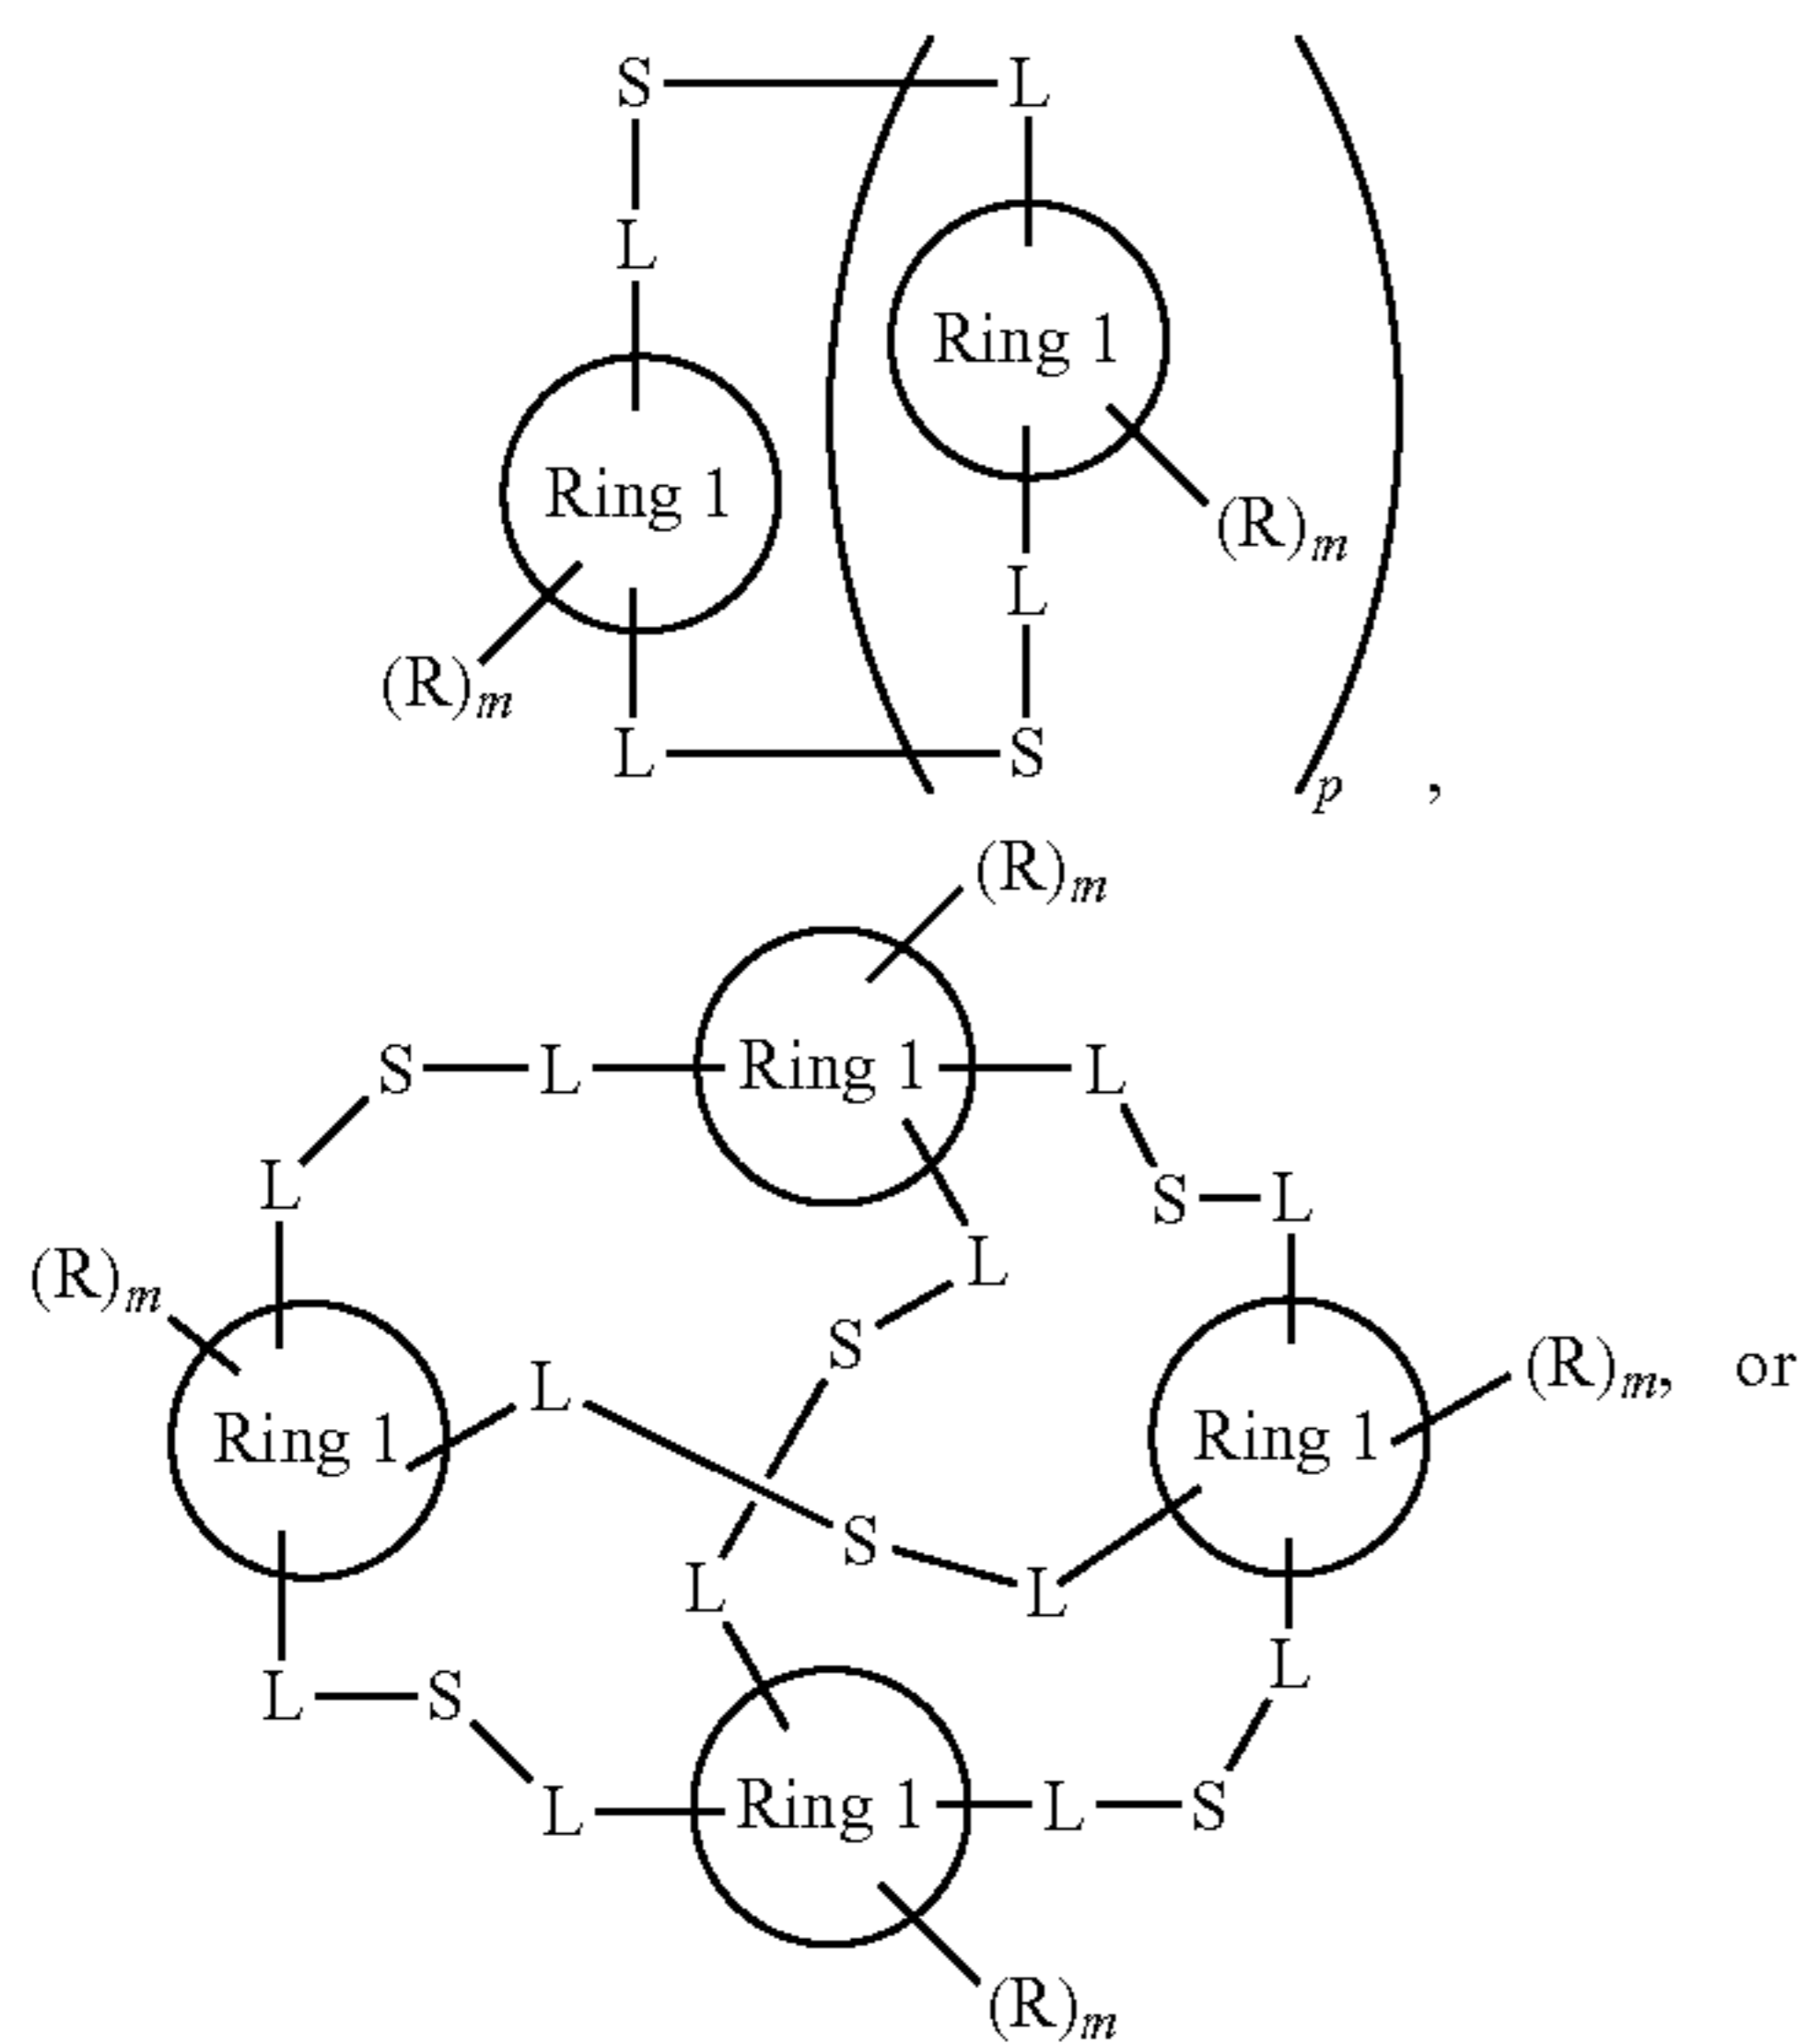 S L
L
Ring 1
Ring 1
(R)m
L
(R)m
L S
p ,
(R)m
S L Ring 1 L
L S L
L
(R)m
S
(R)m, or
L
Ring 1 Ring 1
S
L L
L
L S
L Ring 1 L S
(R)m